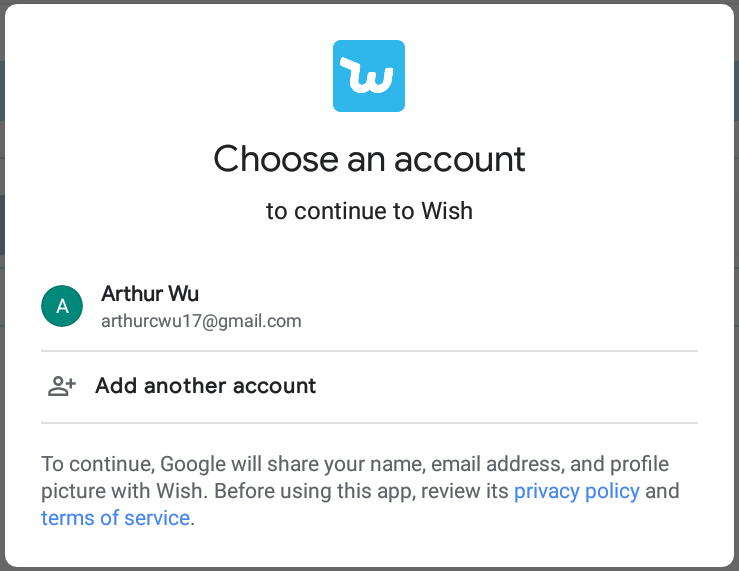 w
Choose an account
to continue to Wish
A
Arthur Wu
arthurcwu17@gmail.com
Add another account
To continue, Google will share your name, email address, and profile
picture with Wish. Before using this app, review its privacy policy and
terms of service.